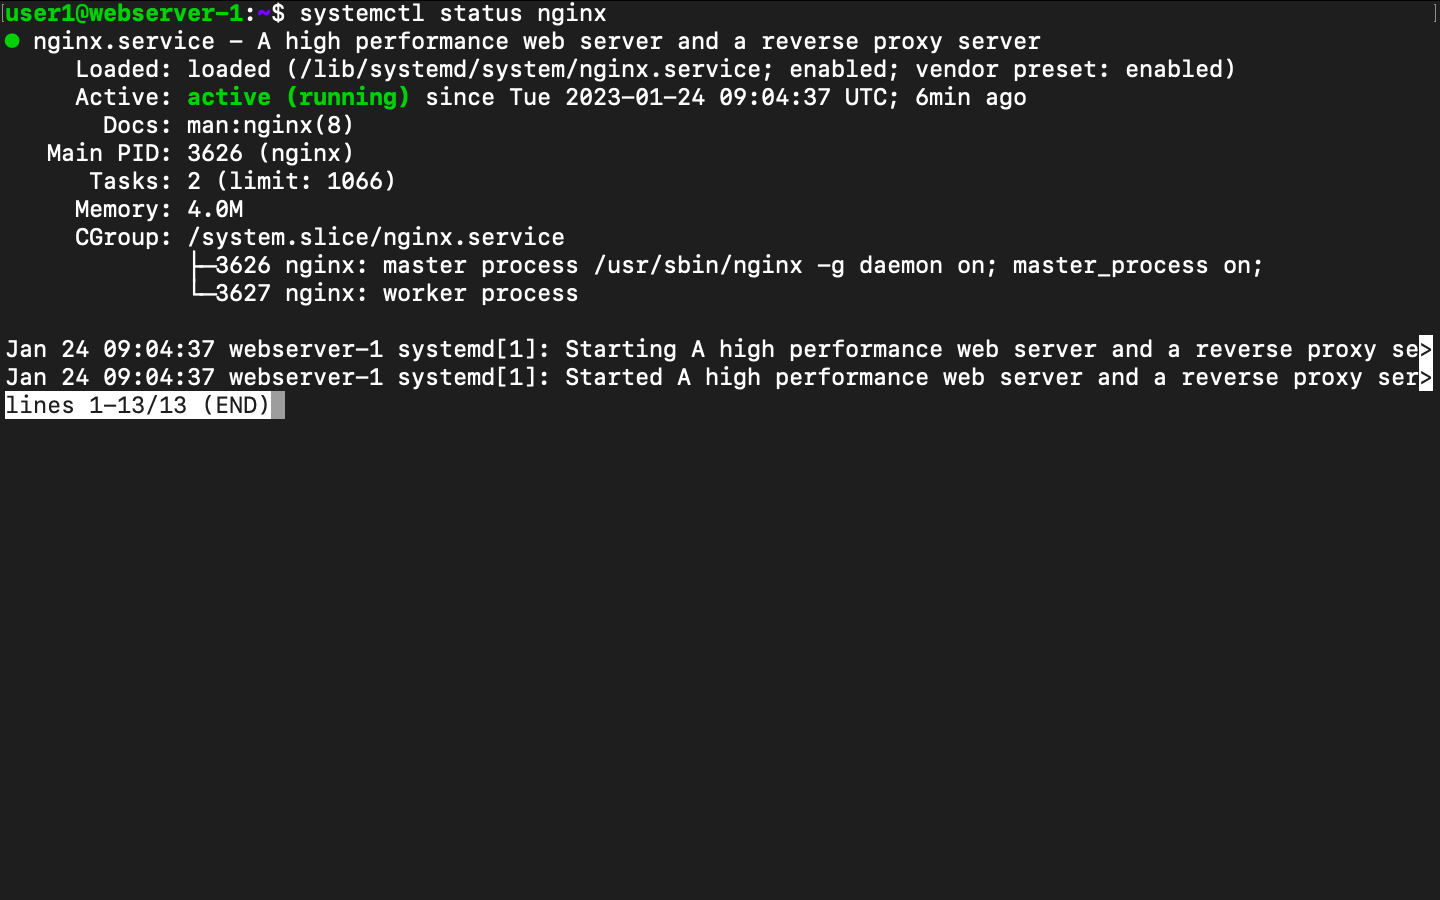 user1@webserver-1:~$ systemctl status nginx
● nginx.service - A high performance web server and a reverse proxy server
     Loaded: loaded (/lib/systemd/system/nginx.service; enabled; vendor preset: enabled)
     Active: active (running) since Tue 2023-01-24 09:04:37 UTC; 6min ago
       Docs: man:nginx(8)
   Main PID: 3626 (nginx)
      Tasks: 2 (limit: 1066)
     Memory: 4.0M
     CGroup: /system.slice/nginx.service
             ├─3626 nginx: master process /usr/sbin/nginx -g daemon on; master_process on;
             └─3627 nginx: worker process

Jan 24 09:04:37 webserver-1 systemd[1]: Starting A high performance web server and a reverse proxy se>
Jan 24 09:04:37 webserver-1 systemd[1]: Started A high performance web server and a reverse proxy ser>
lines 1-13/13 (END)